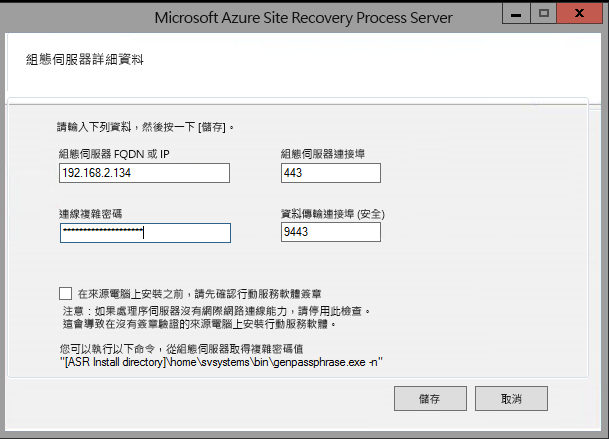 Microsoft Azure Site Recovery Process Server
組態伺服器詳細資料
請輸入下列資料，然後按一下 [儲存]。
組態伺服器 FQDN 或 IP
組態伺服器連接埠
192.168.2.134
443
連線複雜密碼
資料傳輸連接埠 (安全)
********************
9443
在來源電腦上安裝之前，請先確認行動服務軟體簽章
注意：如果處理序伺服器沒有網際網路連線能力，請停用此檢查。
這會導致在沒有簽章驗證的來源電腦上安裝行動服務軟體。
您可以執行以下命令，從組態伺服器取得複雜密碼值
"[ASR Install directory]\home\svsystems\bin\genpassphrase.exe -n"
儲存
取消